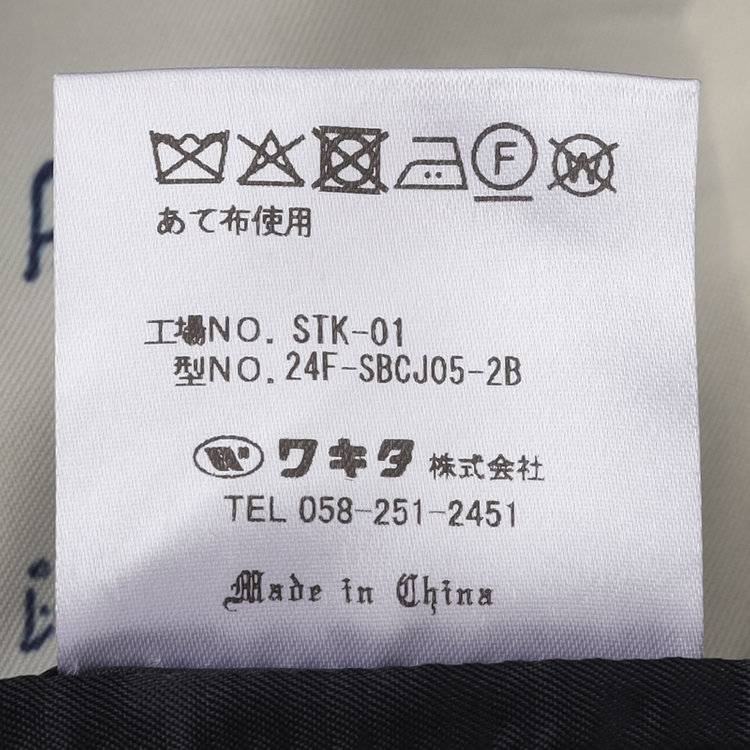 F W
あて布使用
工場NO. STK-01
型NO. 24F-SBCJ05-2B
ワキタ 株式会社
TEL 058-251-2451
Made in China